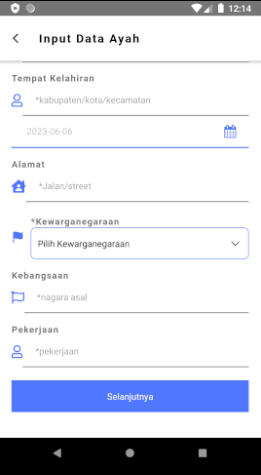 12:14
Input Data Ayah
Tempat Kelahiran
*kabupaten/kota/kecamatan
2023-06-06
Alamat
*Jalan/street
*Kewarganegaraan
Pilih Kewarganegaraan
Kebangsaan
*nagara asal
Pekerjaan
*pekerjaan
Selanjutnya